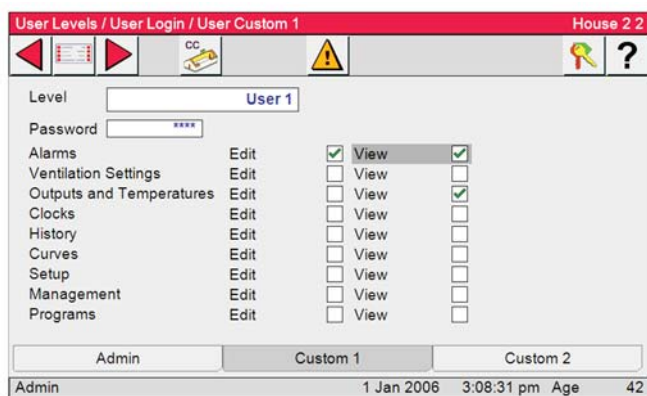 User Levels / User Login / User Custom 1 House 2 2
CC
?
Level User 1
Password ****
Alarms Edit View
Ventilation Settings Edit View
Outputs and Temperatures Edit View
Clocks Edit View
History Edit View
Curves Edit View
Setup Edit View
Management Edit View
Programs Edit View
Admin Custom 1 Custom 2
Admin 1 Jan 2006 3:08:31 pm Age 42